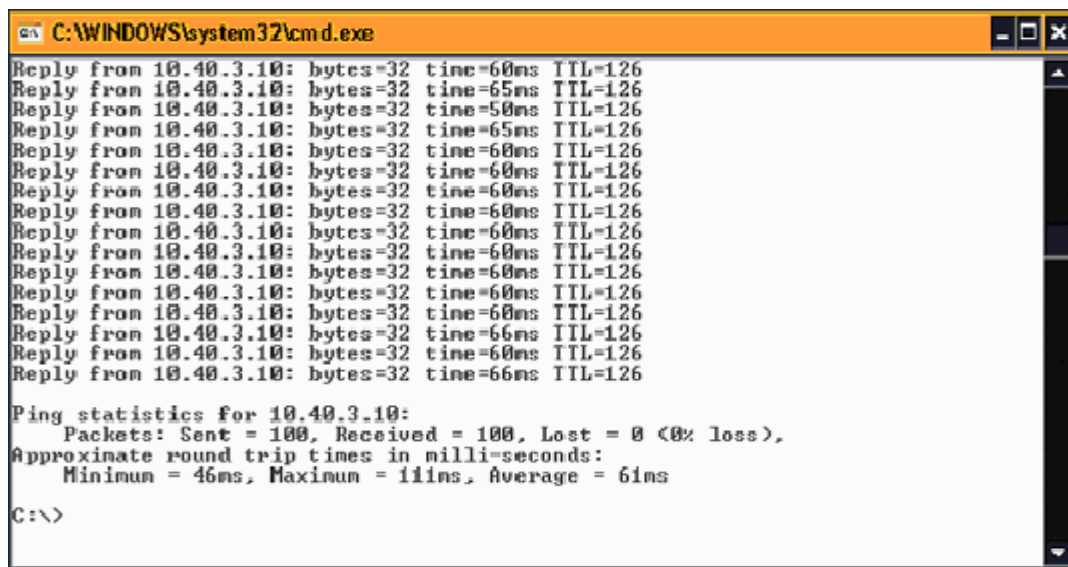 C:\WINDOWS\system32\cmd.exe
Reply from 10.40.3.10: bytes=32 time=60ms TTL=126
Reply from 10.40.3.10: bytes=32 time=65ms TTL=126
Reply from 10.40.3.10: bytes=32 time=50ms TTL=126
Reply from 10.40.3.10: bytes=32 time=65ms TTL=126
Reply from 10.40.3.10: bytes=32 time=60ms TTL=126
Reply from 10.40.3.10: bytes=32 time=60ms TTL=126
Reply from 10.40.3.10: bytes=32 time=60ms TTL=126
Reply from 10.40.3.10: bytes=32 time=60ms TTL=126
Reply from 10.40.3.10: bytes=32 time=60ms TTL=126
Reply from 10.40.3.10: bytes=32 time=60ms TTL=126
Reply from 10.40.3.10: bytes=32 time=60ms TTL=126
Reply from 10.40.3.10: bytes=32 time=60ms TTL=126
Reply from 10.40.3.10: bytes=32 time=60ms TTL=126
Reply from 10.40.3.10: bytes=32 time=66ms TTL=126
Reply from 10.40.3.10: bytes=32 time=60ms TTL=126
Reply from 10.40.3.10: bytes=32 time=66ms TTL=126
Ping statistics for 10.40.3.10:
Packets: Sent = 100, Received = 100, Lost = 0 (0% loss),
Approximate round trip times in milli-seconds:
Minimum = 46ms, Maximum = 111ms, Average = 61ms
C:\>